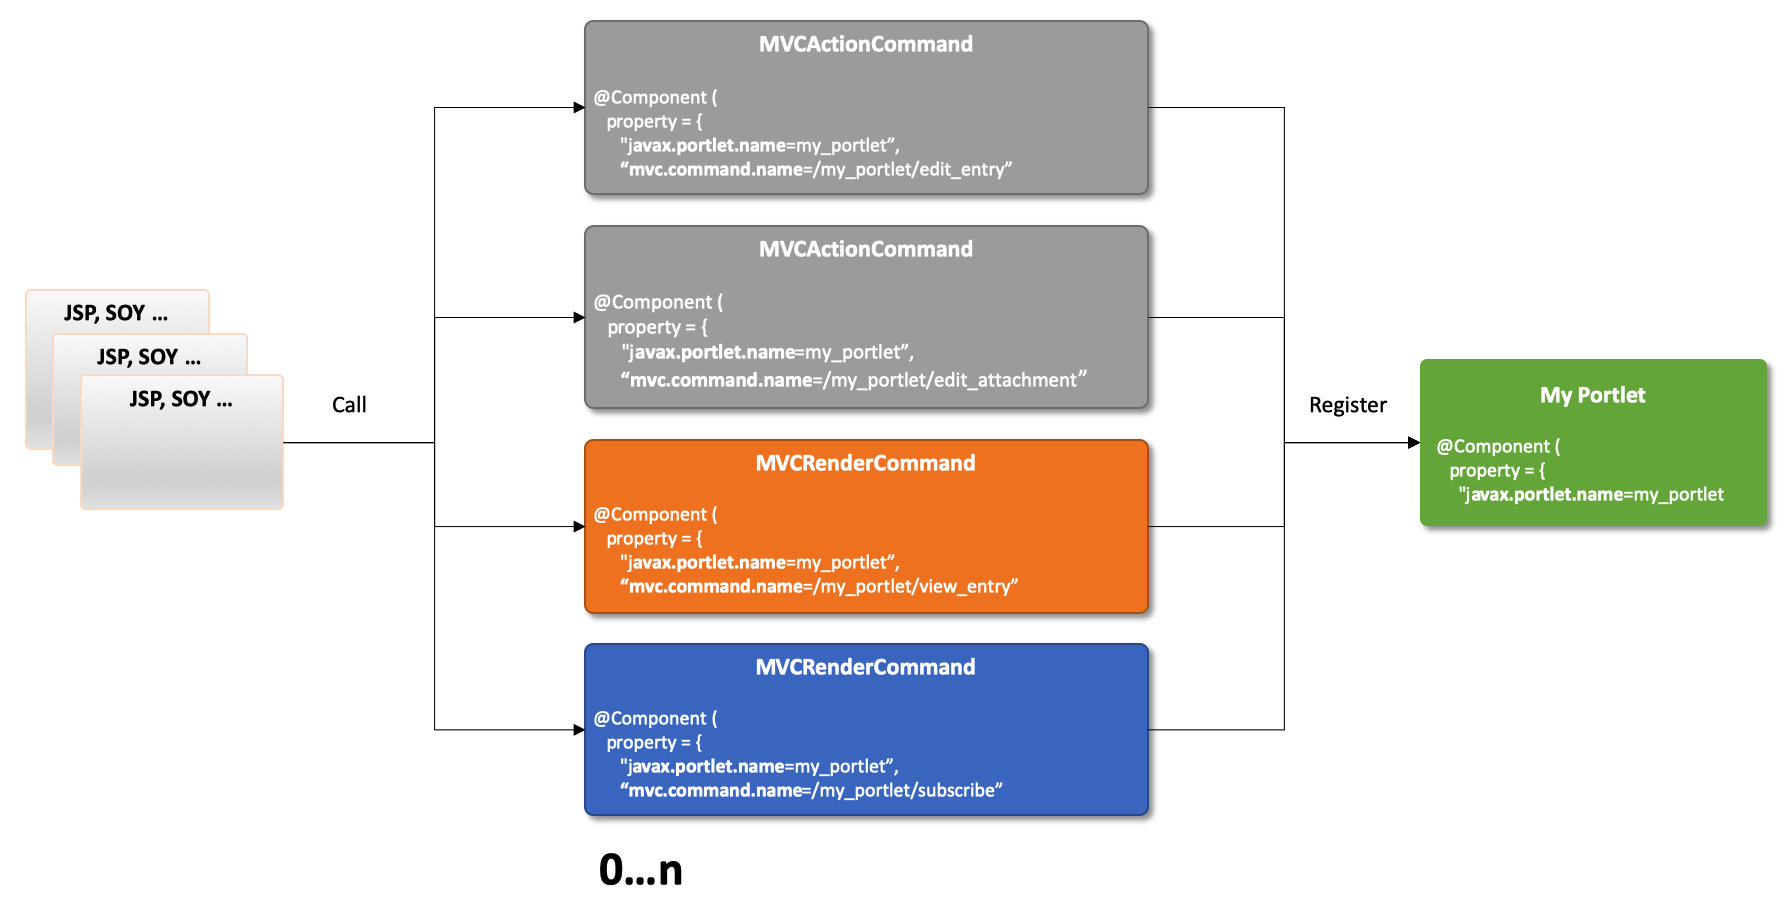 MVCActionCommand
@Component (
property = {
"javax.portlet.name=my_portlet”,
“mvc.command.name=/my_portlet/edit_entry”
MVCActionCommand
@Component (
property = {
"javax.portlet.name=my_portlet”,
“mvc.command.name=/my_portlet/edit_attachment”
JSP, SOY ...
JSP, SOY ...
JSP, SOY ...
Call
MVCRenderCommand
@Component (
property = {
"javax.portlet.name=my_portlet”,
“mvc.command.name=/my_portlet/view_entry”
MVCRenderCommand
@Component (
property = {
"javax.portlet.name=my_portlet”,
“mvc.command.name=/my_portlet/subscribe”
Register
My Portlet
@Component (
property = {
"javax.portlet.name=my_portlet
0...n